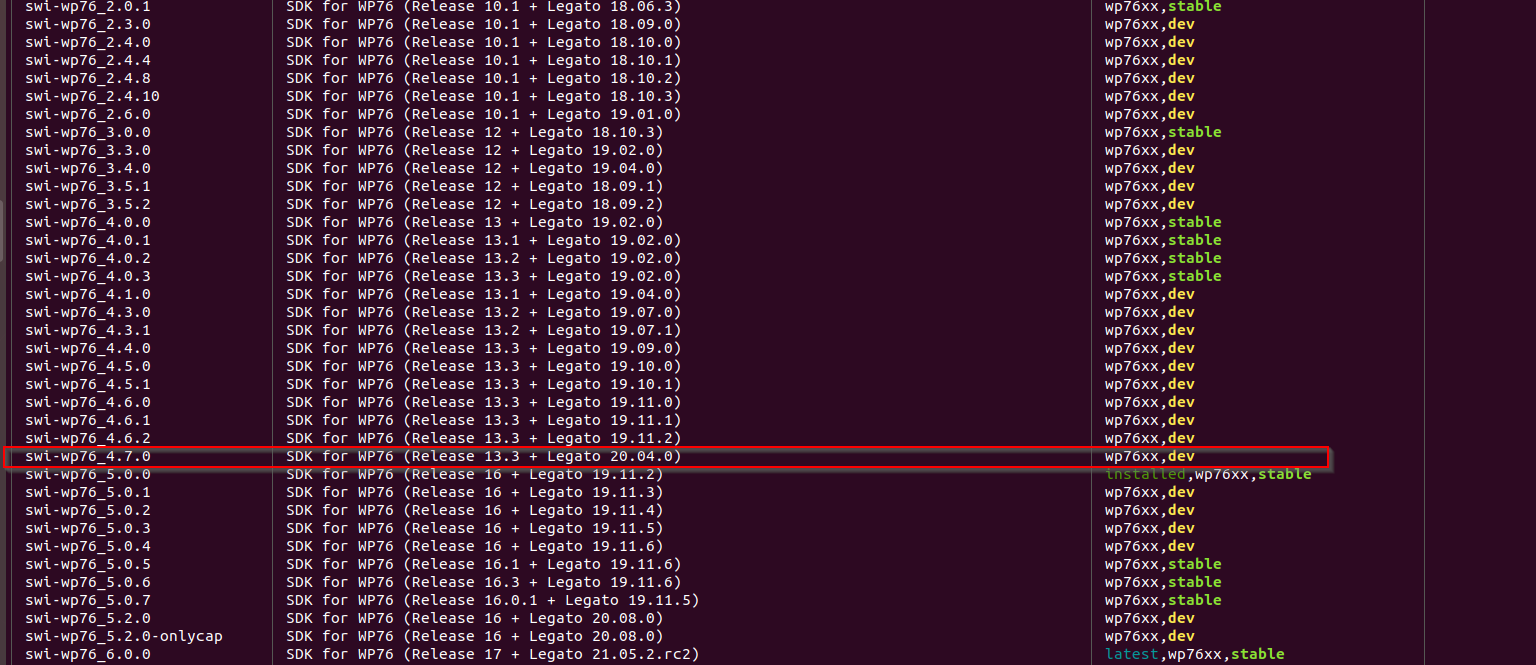 swi-wp76_2.0.1 SDK for WP76 (Release 10.1 + Legato 18.06.3) wp76xx,stable
swi-wp76_2.3.0 SDK for WP76 (Release 10.1 + Legato 18.09.0) wp76xx,dev
swi-wp76_2.4.0 SDK for WP76 (Release 10.1 + Legato 18.10.0) wp76xx,dev
swi-wp76_2.4.4 SDK for WP76 (Release 10.1 + Legato 18.10.1) wp76xx,dev
swi-wp76_2.4.8 SDK for WP76 (Release 10.1 + Legato 18.10.2) wp76xx,dev
swi-wp76_2.4.10 SDK for WP76 (Release 10.1 + Legato 18.10.3) wp76xx,dev
swi-wp76_2.6.0 SDK for WP76 (Release 10.1 + Legato 19.01.0) wp76xx,dev
swi-wp76_3.0.0 SDK for WP76 (Release 12 + Legato 18.10.3) wp76xx,stable
swi-wp76_3.3.0 SDK for WP76 (Release 12 + Legato 19.02.0) wp76xx,dev
swi-wp76_3.4.0 SDK for WP76 (Release 12 + Legato 19.04.0) wp76xx,dev
swi-wp76_3.5.1 SDK for WP76 (Release 12 + Legato 18.09.1) wp76xx,dev
swi-wp76_3.5.2 SDK for WP76 (Release 12 + Legato 18.09.2) wp76xx,dev
swi-wp76_4.0.0 SDK for WP76 (Release 13 + Legato 19.02.0) wp76xx,stable
swi-wp76_4.0.1 SDK for WP76 (Release 13.1 + Legato 19.02.0) wp76xx,stable
swi-wp76_4.0.2 SDK for WP76 (Release 13.2 + Legato 19.02.0) wp76xx,stable
swi-wp76_4.0.3 SDK for WP76 (Release 13.3 + Legato 19.02.0) wp76xx,stable
swi-wp76_4.1.0 SDK for WP76 (Release 13.1 + Legato 19.04.0) wp76xx,dev
swi-wp76_4.3.0 SDK for WP76 (Release 13.2 + Legato 19.07.0) wp76xx,dev
swi-wp76_4.3.1 SDK for WP76 (Release 13.2 + Legato 19.07.1) wp76xx,dev
swi-wp76_4.4.0 SDK for WP76 (Release 13.3 + Legato 19.09.0) wp76xx,dev
swi-wp76_4.5.0 SDK for WP76 (Release 13.3 + Legato 19.10.0) wp76xx,dev
swi-wp76_4.5.1 SDK for WP76 (Release 13.3 + Legato 19.10.1) wp76xx,dev
swi-wp76_4.6.0 SDK for WP76 (Release 13.3 + Legato 19.11.0) wp76xx,dev
swi-wp76_4.6.1 SDK for WP76 (Release 13.3 + Legato 19.11.1) wp76xx,dev
swi-wp76_4.6.2 SDK for WP76 (Release 13.3 + Legato 19.11.2) wp76xx,dev
swi-wp76_4.7.0 SDK for WP76 (Release 13.3 + Legato 20.04.0) wp76xx,dev
swi-wp76_5.0.0 SDK for WP76 (Release 16 + Legato 19.11.2) installed,wp76xx,stable
swi-wp76_5.0.1 SDK for WP76 (Release 16 + Legato 19.11.3) wp76xx,dev
swi-wp76_5.0.2 SDK for WP76 (Release 16 + Legato 19.11.4) wp76xx,dev
swi-wp76_5.0.3 SDK for WP76 (Release 16 + Legato 19.11.5) wp76xx,dev
swi-wp76_5.0.4 SDK for WP76 (Release 16 + Legato 19.11.6) wp76xx,dev
swi-wp76_5.0.5 SDK for WP76 (Release 16.1 + Legato 19.11.6) wp76xx,stable
swi-wp76_5.0.6 SDK for WP76 (Release 16.3 + Legato 19.11.6) wp76xx,stable
swi-wp76_5.0.7 SDK for WP76 (Release 16.0.1 + Legato 19.11.5) wp76xx,stable
swi-wp76_5.2.0 SDK for WP76 (Release 16 + Legato 20.08.0) wp76xx,dev
swi-wp76_5.2.0-onlycap SDK for WP76 (Release 16 + Legato 20.08.0) wp76xx,dev
swi-wp76_6.0.0 SDK for WP76 (Release 17 + Legato 21.05.2.rc2) latest,wp76xx,stable